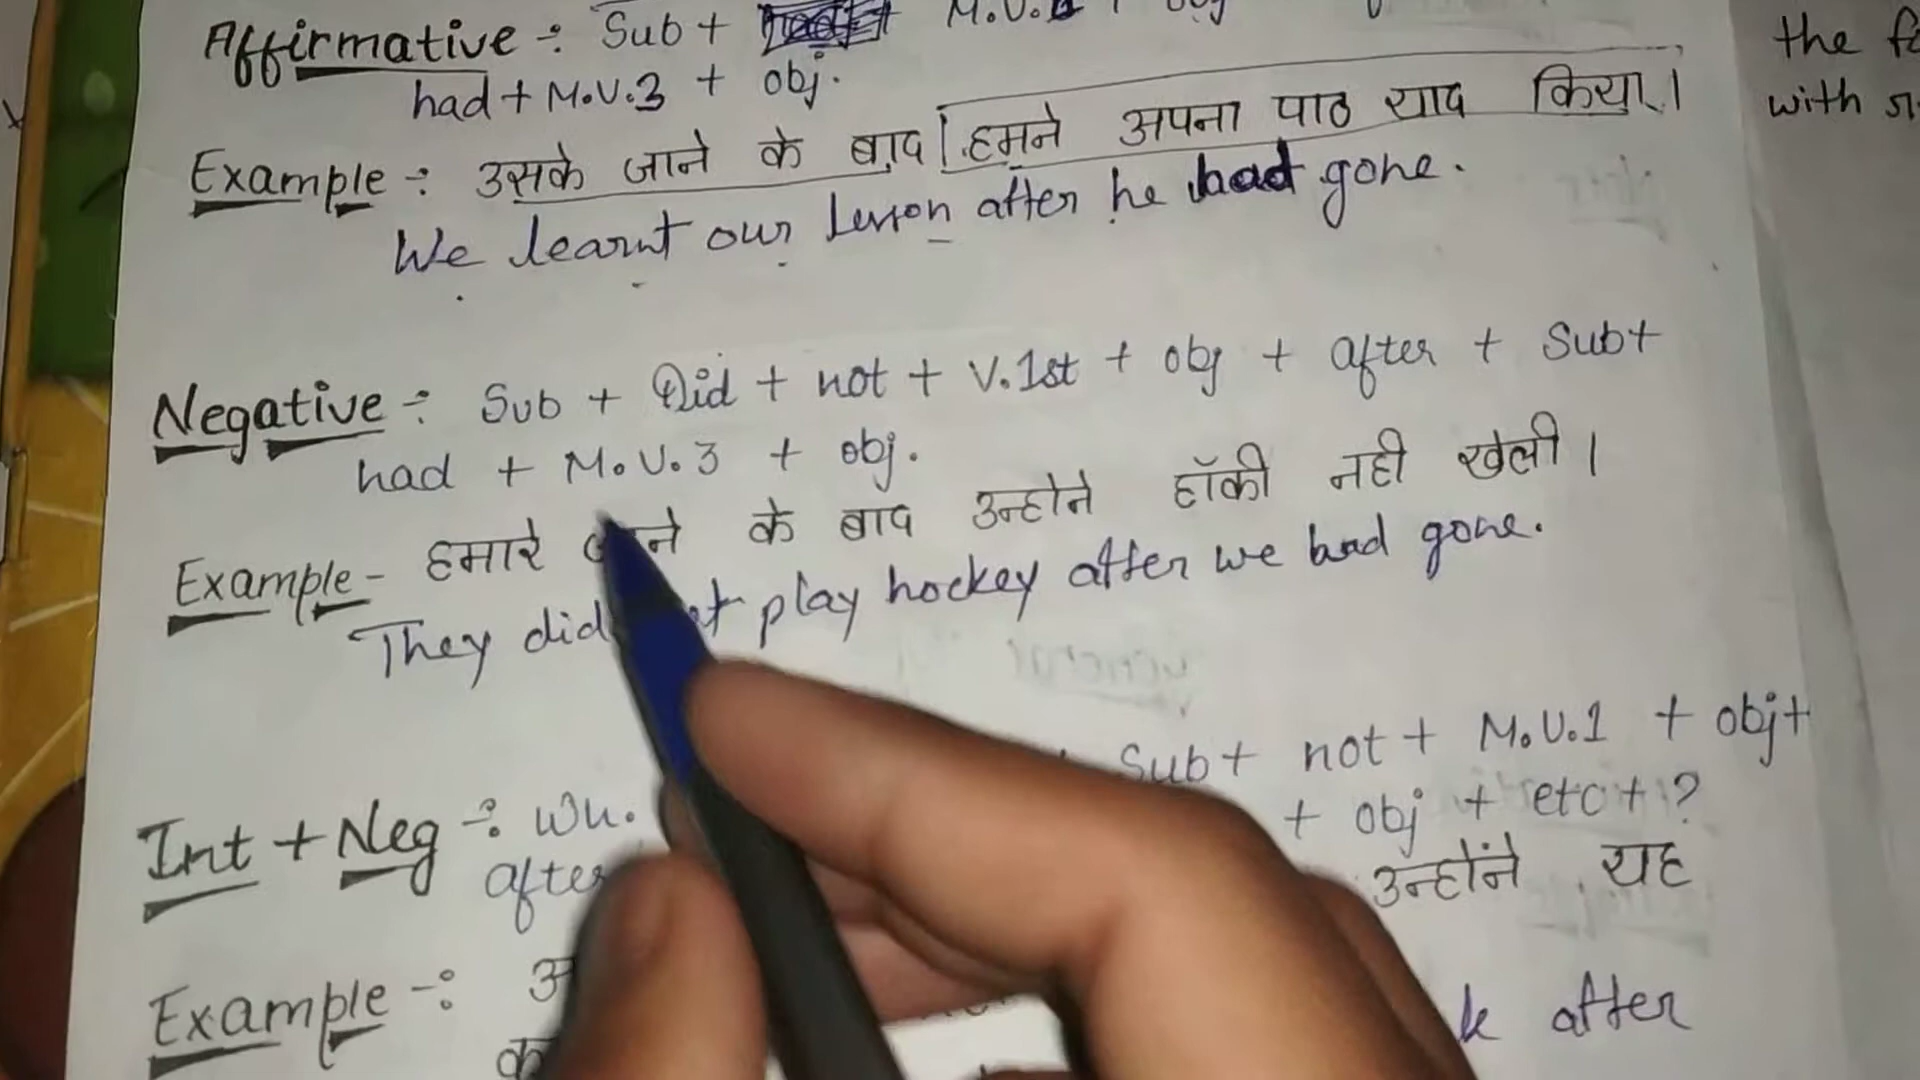 Affirmative -: Sub +
had + M.V.3 + obj.
Example -: उसके जाने के बाद हमने अपना पाठ याद किया।
We learnt our lesson after he had gone.
Negative -: Sub + Did + not + V.1st + obj + after + Sub +
had + M.V.3 + obj.
Example - हमारे के बाद उन्होने हॉकी नही खेली।
They did play hockey after we had gone.
Int + Neg -: Wh. Sub + not + M.V.1 + obj +
after + obj + etc + ?
उन्होंने यह
Example -:
after
the
with